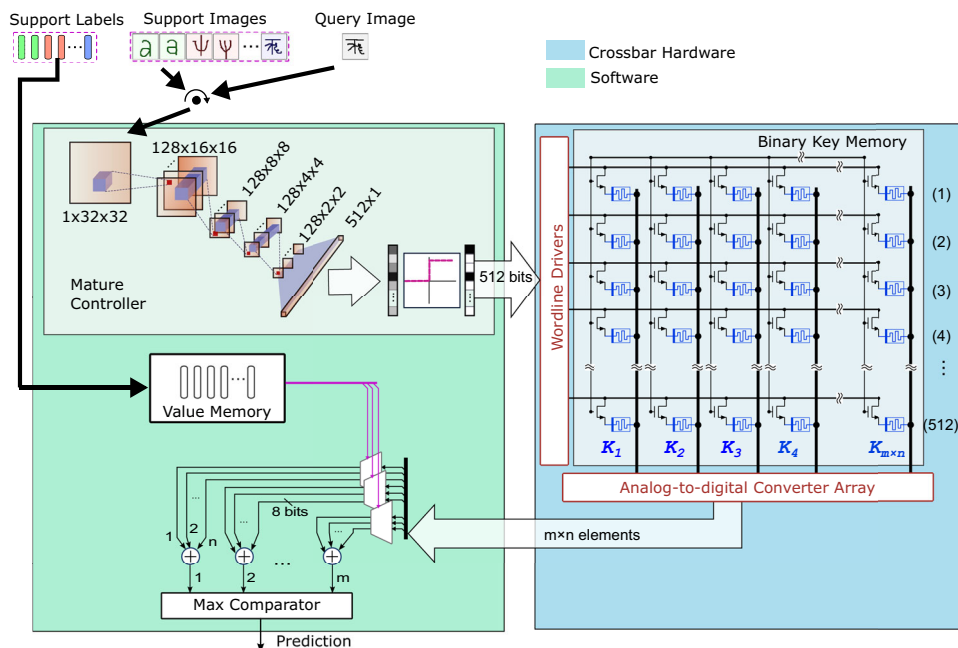 Support Labels
Support Images
Query Image
a a Ψ ψ ...
Crossbar Hardware
Software
1x32x32
128x16x16
128x8x8
128x4x4
128x2x2
512x1
Mature
Controller
512 bits
Wordline Drivers
Binary Key Memory
(1)
(2)
(3)
(4)
⋮
(512)
K1 K2 K3 K4 Km×n
Analog-to-digital Converter Array
m×n elements
... Value Memory
8 bits
1 2 ... n
... ...
+ + ... +
1 2 m
Max Comparator
Prediction